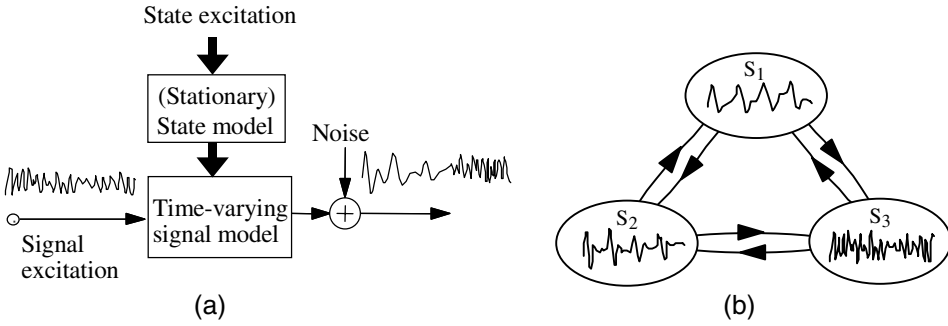 State excitation
(Stationary)
State model
Noise
Time-varying
signal model
+
Signal
excitation
(a)
S1
S2
S3
(b)